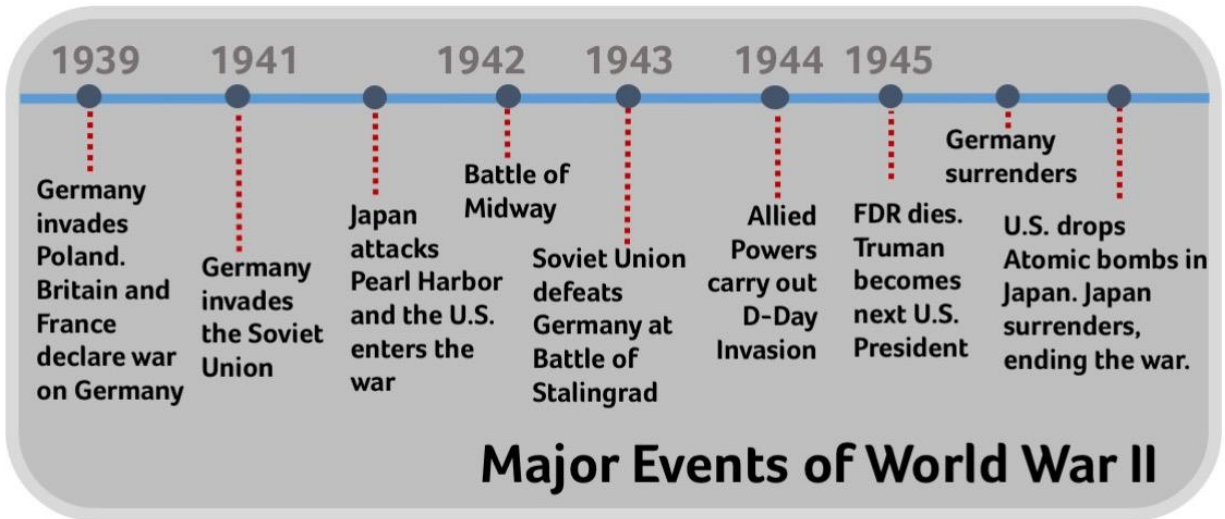 1939
1941
1942
1943
1944
1945
Germany
invades
Poland.
Britain and
France
declare war
on Germany
Germany
invades
the Soviet
Union
Japan
attacks
Pearl Harbor
and the U.S.
enters the
war
Battle of
Midway
Soviet Union
defeats
Germany at
Battle of
Stalingrad
Allied
Powers
carry out
D-Day
Invasion
FDR dies.
Truman
becomes
next U.S.
President
Germany
surrenders
U.S. drops
Atomic bombs in
Japan. Japan
surrenders,
ending the war.
Major Events of World War II